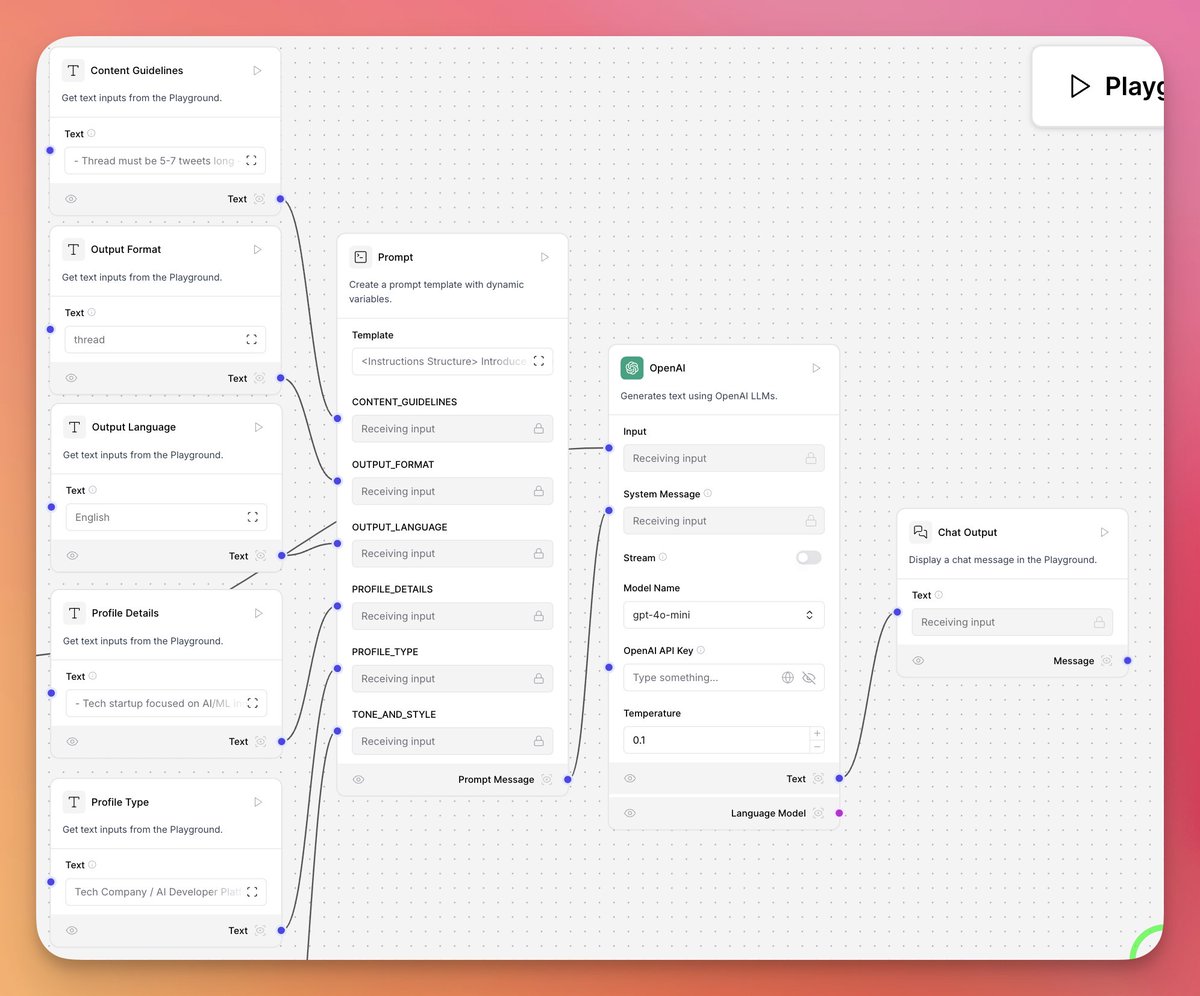 Content Guidelines
Get text inputs from the Playground.
Text
- Thread must be 5-7 tweets long
Text
Output Format
Get text inputs from the Playground.
Text
thread
Text
Output Language
Get text inputs from the Playground.
Text
English
Text
Profile Details
Get text inputs from the Playground.
Text
- Tech startup focused on AI/ML
Text
Profile Type
Get text inputs from the Playground.
Text
Tech Company / AI Developer
Text
Prompt
Create a prompt template with dynamic
variables.
Template
<Instructions Structure> Introduce
CONTENT_GUIDELINES
Receiving input
OUTPUT_FORMAT
Receiving input
OUTPUT_LANGUAGE
Receiving input
PROFILE_DETAILS
Receiving input
PROFILE_TYPE
Receiving input
TONE_AND_STYLE
Receiving input
Prompt Message
OpenAI
Generates text using OpenAI LLMs.
Input
Receiving input
System Message
Receiving input
Stream
Model Name
gpt-4o-mini
OpenAI API Key
Type something...
Temperature
0.1
Text
Language Model
Chat Output
Display a chat message in the Playground.
Text
Receiving input
Message